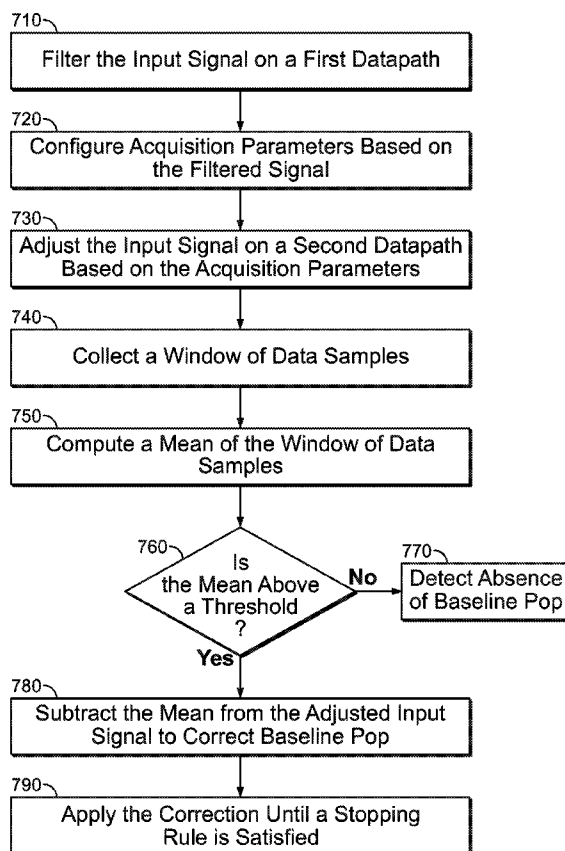 710
Filter the Input Signal on a First Datapath
720
Configure Acquisition Parameters Based on
the Filtered Signal
730
Adjust the Input Signal on a Second Datapath
Based on the Acquisition Parameters
740
Collect a Window of Data Samples
750
Compute a Mean of the Window of Data
Samples
760
Is
the Mean Above
a Threshold
?
No
770
Detect Absence
of Baseline Pop
Yes
780
Subtract the Mean from the Adjusted Input
Signal to Correct Baseline Pop
790
Apply the Correction Until a Stopping
Rule is Satisfied